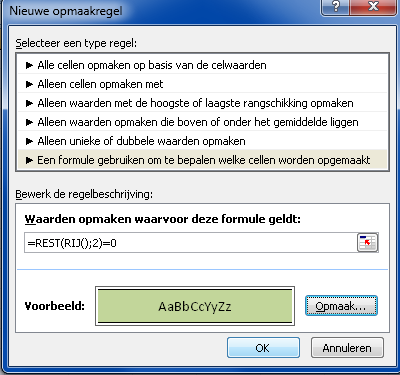 Nieuwe opmaakregel
Selecteer een type regel:
► Alle cellen opmaken op basis van de celwaarden
► Alleen cellen opmaken met
► Alleen waarden met de hoogste of laagste rangschikking opmaken
► Alleen waarden opmaken die boven of onder het gemiddelde liggen
► Alleen unieke of dubbele waarden opmaken
► Een formule gebruiken om te bepalen welke cellen worden opgemaakt
Bewerk de regelbeschrijving:
Waarden opmaken waarvoor deze formule geldt:
=REST(RIJ();2)=0
Voorbeeld: AaBbCcYyZz Opmaak...
OK Annuleren